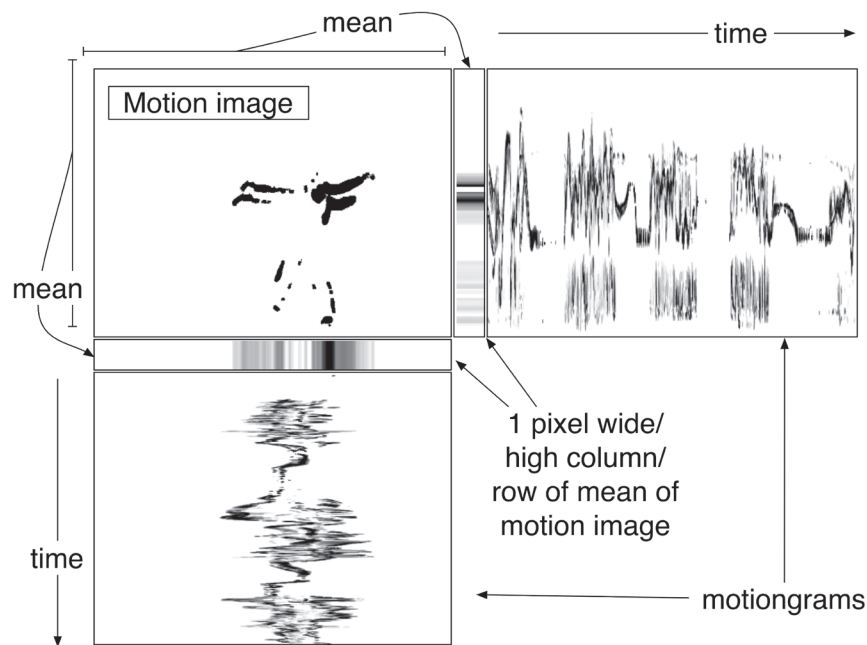 mean
time
Motion image
mean
1 pixel wide/
high column/
row of mean of
motion image
time
motiongrams